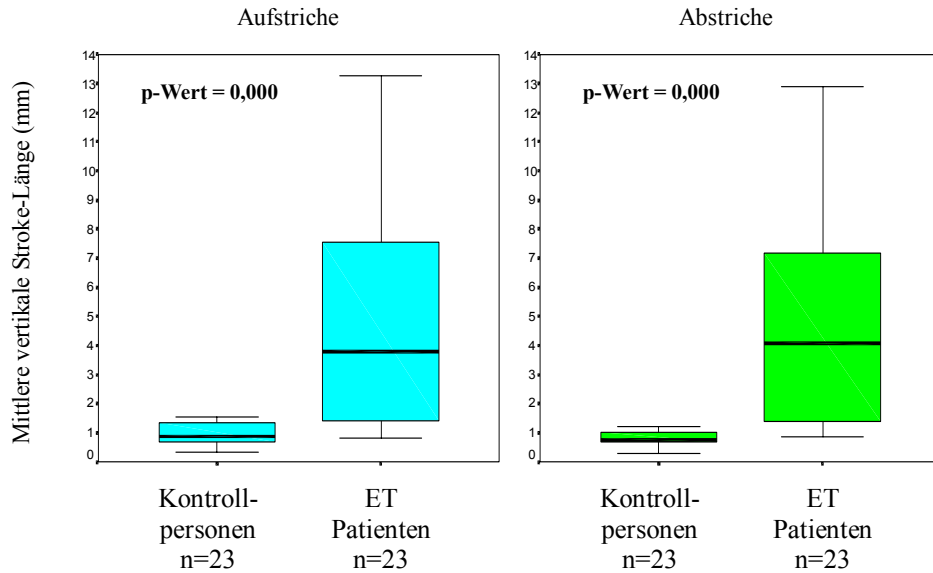 Aufstriche
Abstriche
Mittlere vertikale Stroke-Länge (mm)
14
13
12
11
10
9
8
7
6
5
4
3
2
1
0
p-Wert = 0,000
Kontroll-
personen
n=23
ET
Patienten
n=23
14
13
12
11
10
9
8
7
6
5
4
3
2
1
0
p-Wert = 0,000
Kontroll-
personen
n=23
ET
Patienten
n=23